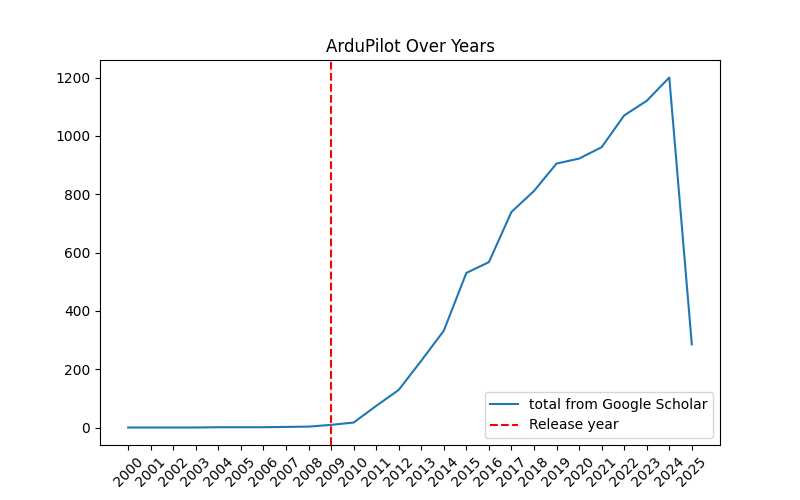 ArduPilot Over Years
1200
1000
800
600
400
200
0
total from Google Scholar
Release year
2000 2001 2002 2003 2004 2005 2006 2007 2008 2009 2010 2011 2012 2013 2014 2015 2016 2017 2018 2019 2020 2021 2022 2023 2024 2025